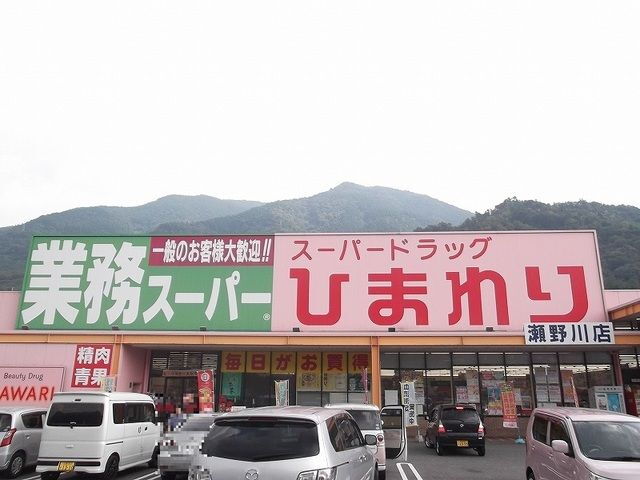 業務スーパー
一般のお客様大歓迎!!
®
スーパードラッグ
ひまわり
瀬野川店
精肉
青果
Beauty Drug
AWARI
毎日がお買得